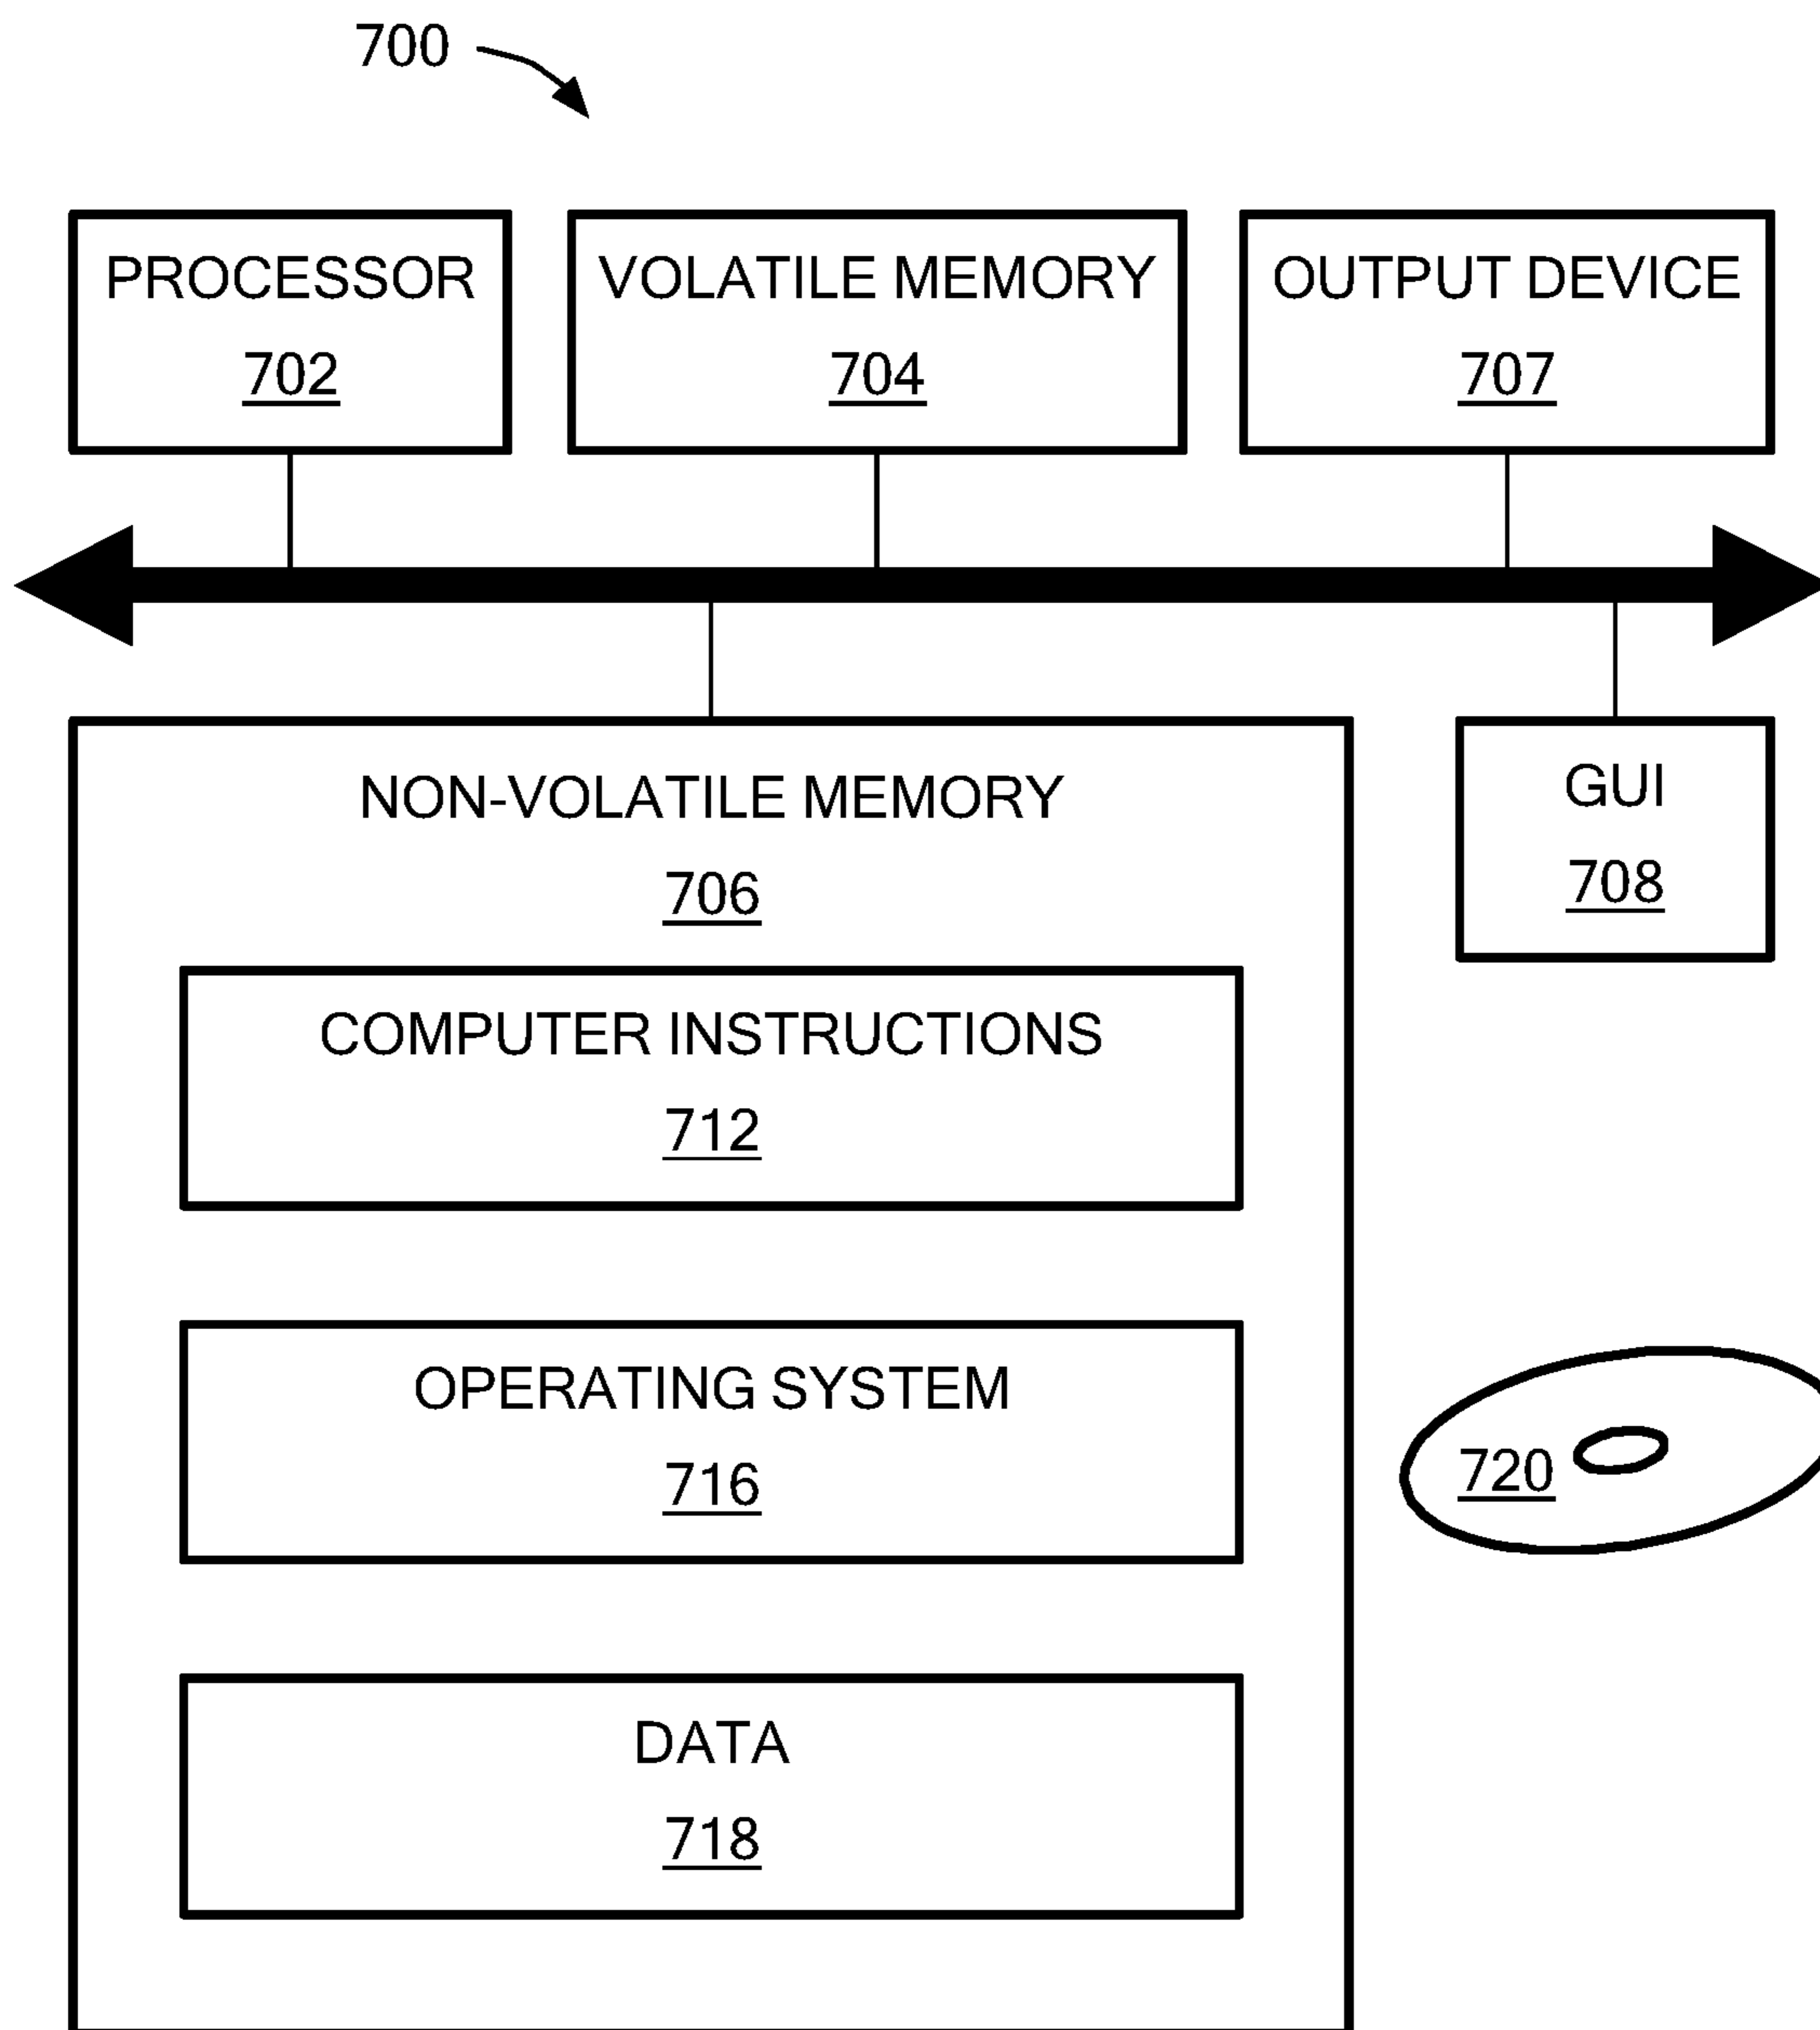 700
PROCESSOR
702
VOLATILE MEMORY
704
OUTPUT DEVICE
707
NON-VOLATILE MEMORY
706
GUI
708
COMPUTER INSTRUCTIONS
712
OPERATING SYSTEM
716
720
DATA
718